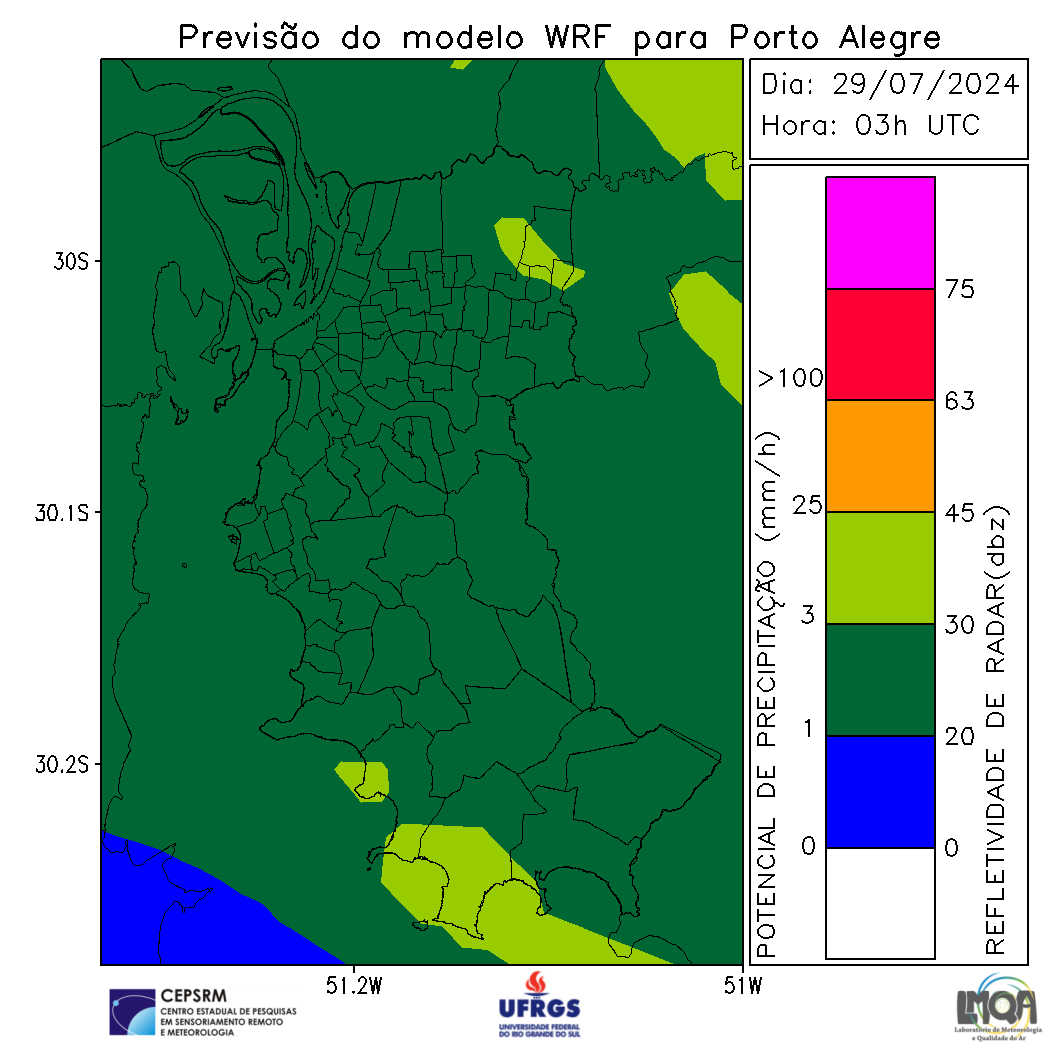 Previsão do modelo WRF para Porto Alegre
Dia: 29/07/2024
Hora: 03h UTC
30S
30.1S
30.2S
51.2W
51W
POTENCIAL DE PRECIPITAÇÃO (mm/h)
>100
25
3
1
0
75
63
45
30
20
0
REFLETIVIDADE DE RADAR(dbz)
CEPSRM
CENTRO ESTADUAL DE PESQUISAS
EM SENSORIAMENTO REMOTO
E METEOROLOGIA
UFRGS
UNIVERSIDADE FEDERAL
DO RIO GRANDE DO SUL
LMQA
Laboratório de Meteorologia
e Qualidade do Ar